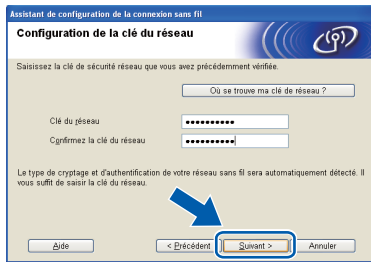 Assistant de configuration de la connexion sans fil
Configuration de la clé du réseau
Saisissez la clé de sécurité réseau que vous avez précédemment vérifiée.
Où se trouve ma clé de réseau ?
Clé du réseau ●●●●●●●●●●
Confirmez la clé du réseau ●●●●●●●●●●
Le type de cryptage et d'authentification de votre réseau sans fil sera automatiquement détecté. Il
vous suffit de saisir la clé du réseau.
Aide < Précédent Suivant > Annuler